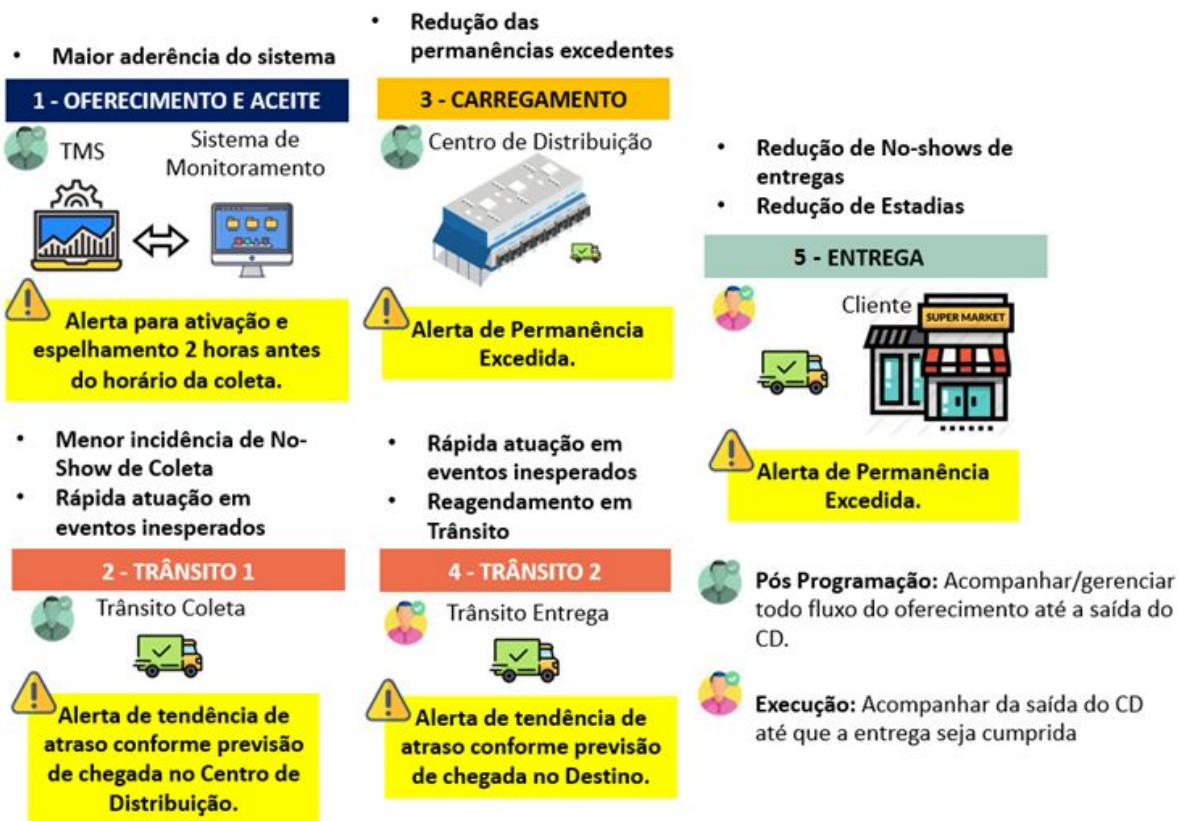 • Maior aderência do sistema
1 - OFERECIMENTO E ACEITE
TMS
Sistema de
Monitoramento
Alerta para ativação e
espelhamento 2 horas antes
do horário da coleta.
• Menor incidência de No-
Show de Coleta
• Rápida atuação em
eventos inesperados
2 - TRÂNSITO 1
Trânsito Coleta
Alerta de tendência de
atraso conforme previsão
de chegada no Centro de
Distribuição.
• Redução das
permanências excedentes
3 - CARREGAMENTO
Centro de Distribuição
Alerta de Permanência
Excedida.
• Rápida atuação em
eventos inesperados
• Reagendamento em
Trânsito
4 - TRÂNSITO 2
Trânsito Entrega
Alerta de tendência de
atraso conforme previsão
de chegada no Destino.
• Redução de No-shows de
entregas
• Redução de Estadias
5 - ENTREGA
Cliente
SUPER MARKET
Alerta de Permanência
Excedida.
Pós Programação: Acompanhar/gerenciar
todo fluxo do oferecimento até a saída do
CD.
Execução: Acompanhar da saída do CD
até que a entrega seja cumprida